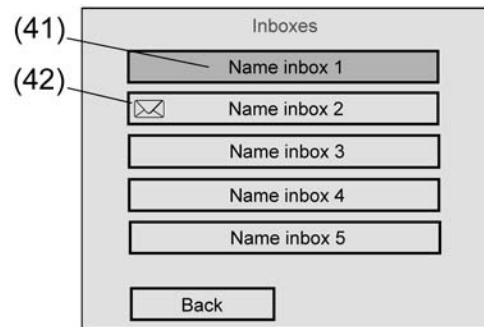 Inboxes
(41)
Name inbox 1
(42)
Name inbox 2
Name inbox 3
Name inbox 4
Name inbox 5
Back